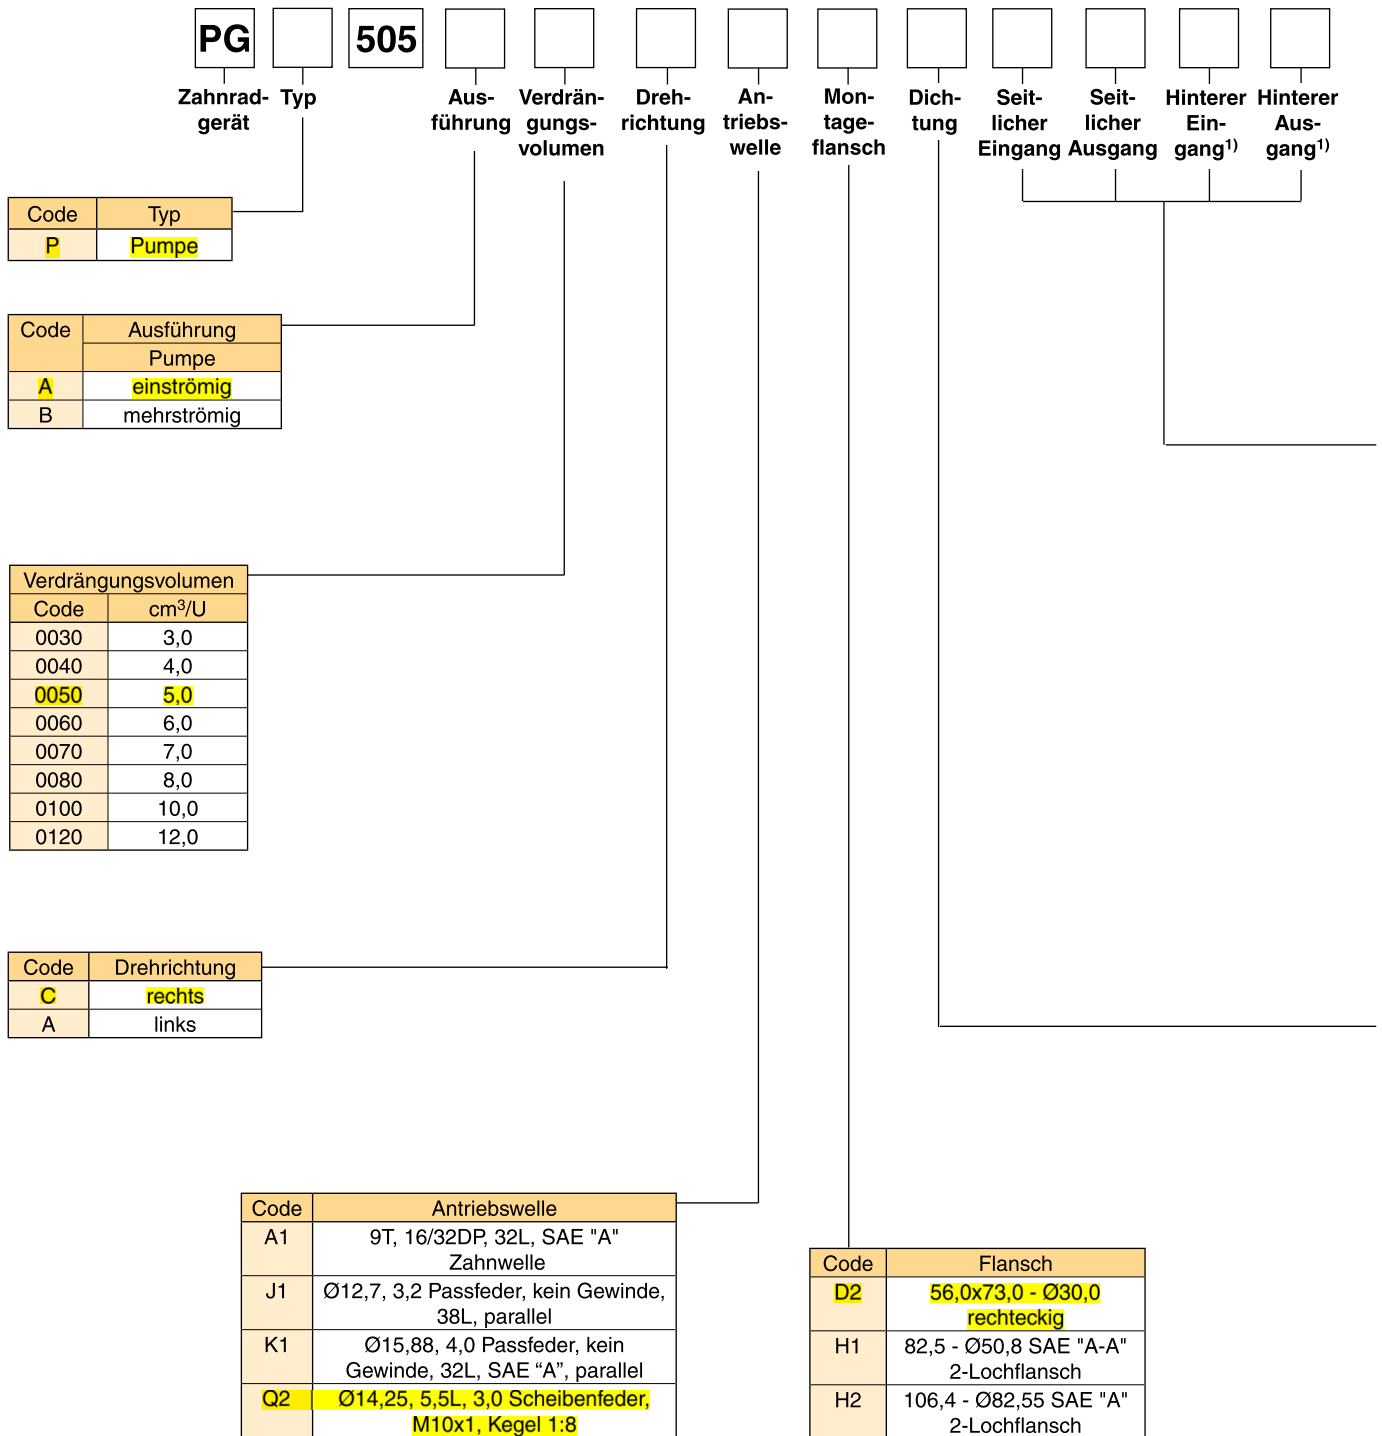 PG 505
Zahnrad- Typ Aus- Verdrän- Dreh- An- Mon- Dich- Seit- Seit- Hinterer Hinterer
gerät führung gungs- richtung triebs- tage- tung licher licher Ein- Aus-
volumen welle flansch Eingang Ausgang gang1) gang1)
Code Typ
P Pumpe
Code Ausführung
Pumpe
A einströmig
B mehrströmig
Verdrängungsvolumen
Code cm³/U
0030 3,0
0040 4,0
0050 5,0
0060 6,0
0070 7,0
0080 8,0
0100 10,0
0120 12,0
Code Drehrichtung
C rechts
A links
Code Antriebswelle
A1 9T, 16/32DP, 32L, SAE "A"
Zahnwelle
J1 Ø12,7, 3,2 Passfeder, kein Gewinde,
38L, parallel
K1 Ø15,88, 4,0 Passfeder, kein
Gewinde, 32L, SAE “A”, parallel
Q2 Ø14,25, 5,5L, 3,0 Scheibenfeder,
M10x1, Kegel 1:8
Code Flansch
D2 56,0x73,0 - Ø30,0
rechteckig
H1 82,5 - Ø50,8 SAE "A-A"
2-Lochflansch
H2 106,4 - Ø82,55 SAE "A"
2-Lochflansch